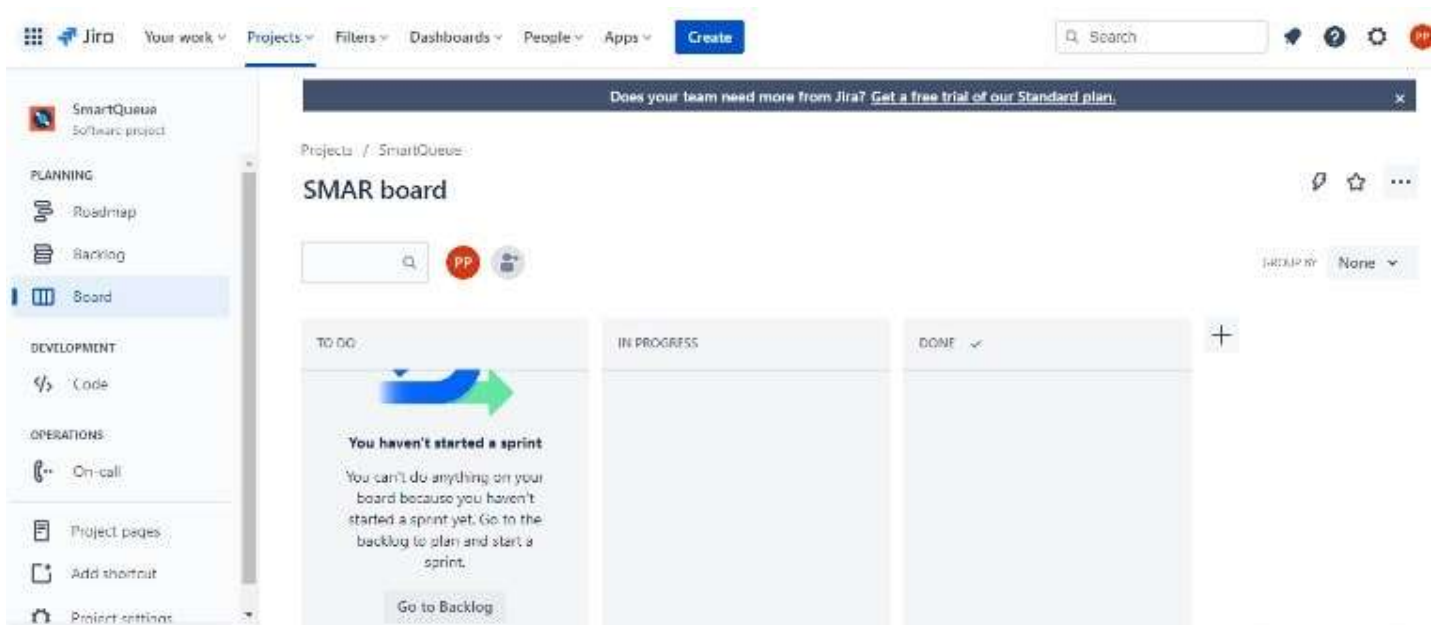 Jira Your work Projects Filters Dashboards People Apps Create Search PP
Does your team need more from Jira? Get a free trial of our Standard plan.
SmartQueue
Software project
PLANNING
Roadmap
Backlog
Board
DEVELOPMENT
Code
OPERATIONS
On-call
Project pages
Add shortcut
Project settings
Projects / SmartQueue
SMAR board
PP
GROUP BY None
TO DO
IN PROGRESS
DONE
You haven't started a sprint
You can't do anything on your
board because you haven't
started a sprint yet. Go to the
backlog to plan and start a
sprint.
Go to Backlog